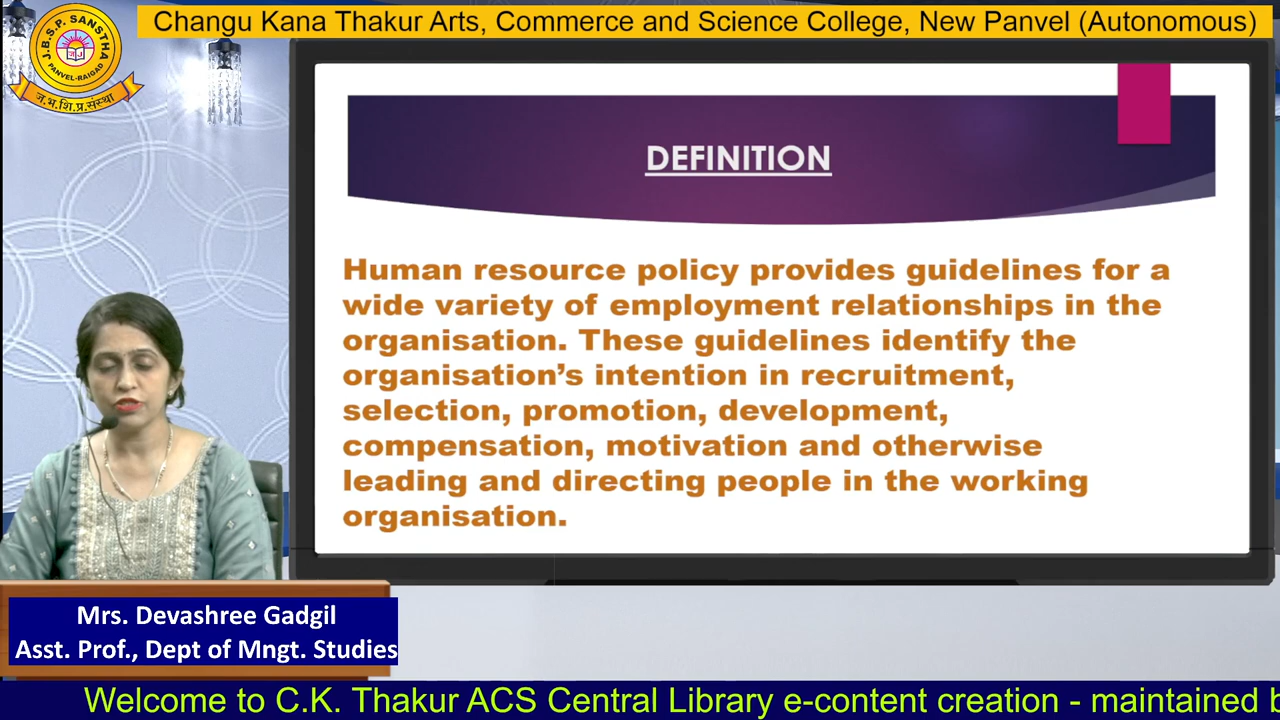 Changu Kana Thakur Arts, Commerce and Science College, New Panvel (Autonomous)
J.B.S.P. SANSTHA
PANVEL-RAIGAD
ज.भ.शि.प्र.संस्था
DEFINITION
Human resource policy provides guidelines for a
wide variety of employment relationships in the
organisation. These guidelines identify the
organisation's intention in recruitment,
selection, promotion, development,
compensation, motivation and otherwise
leading and directing people in the working
organisation.
Mrs. Devashree Gadgil
Asst. Prof., Dept of Mngt. Studies
Welcome to C.K. Thakur ACS Central Library e-content creation - maintained b